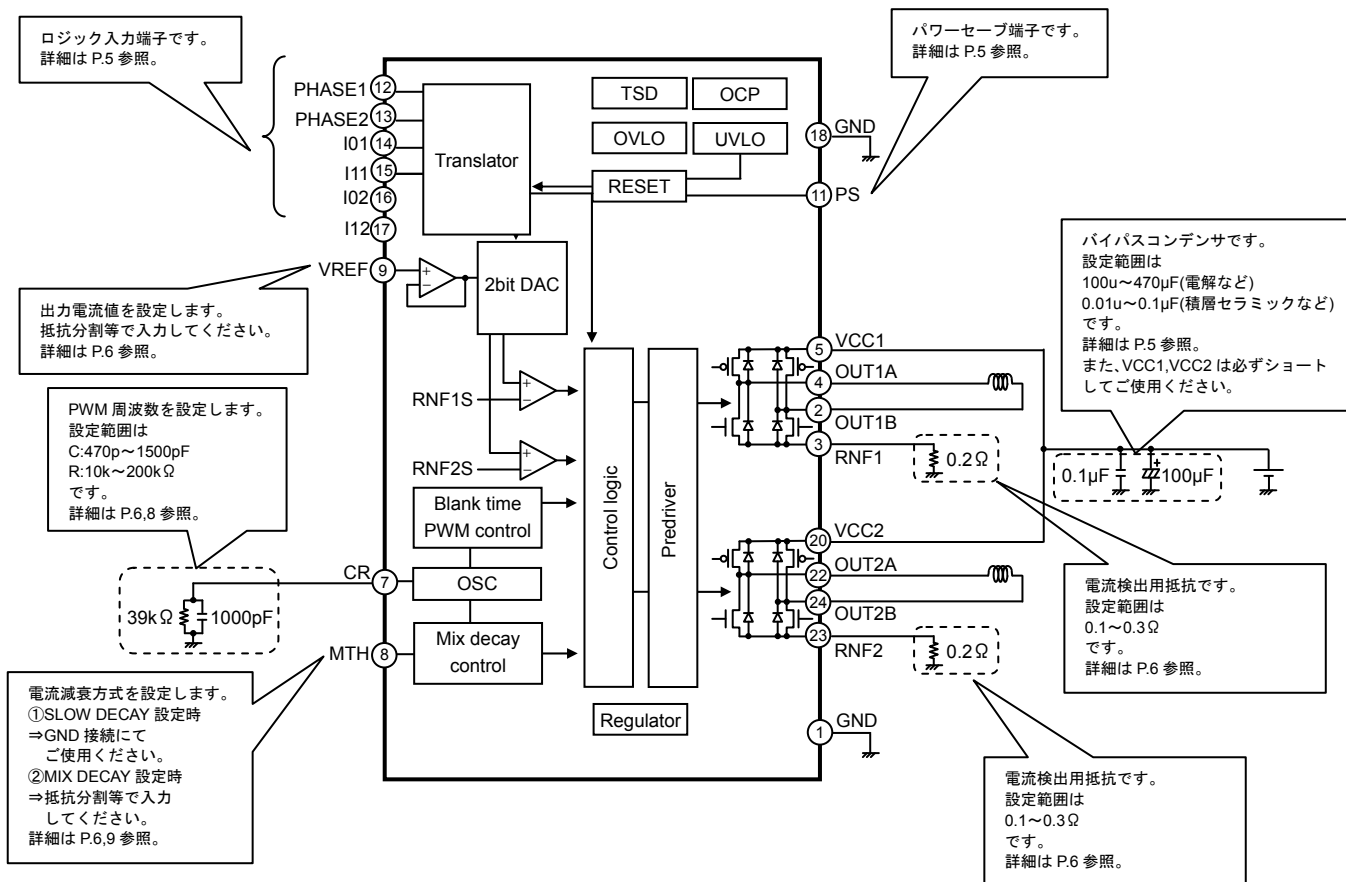 ロジック入力端子です。
詳細は P.5 参照。
パワーセーブ端子です。
詳細は P.5 参照。
PHASE1 12
PHASE2 13
I01 14
I11 15
I02 16
I12 17
VREF 9
Translator
TSD
OCP
OVLO
UVLO
RESET
18 GND
11 PS
出力電流値を設定します。
抵抗分割等で入力してください。
詳細は P.6 参照。
+
−
2bit DAC
バイパスコンデンサです。
設定範囲は
100u～470μF(電解など)
0.01u～0.1μF(積層セラミックなど)
です。
詳細は P.5 参照。
また、VCC1,VCC2 は必ずショート
してご使用ください。
PWM 周波数を設定します。
設定範囲は
C:470p～1500pF
R:10k～200kΩ
です。
詳細は P.6,8 参照。
RNF1S
+
−
RNF2S
+
−
Blank time
PWM control
CR 7
OSC
39kΩ
1000pF
MTH 8
Mix decay
control
Control logic
Predriver
Regulator
5 VCC1
4 OUT1A
2 OUT1B
3 RNF1
0.2Ω
0.1μF
+
100μF
20 VCC2
22 OUT2A
24 OUT2B
23 RNF2
0.2Ω
1 GND
電流検出用抵抗です。
設定範囲は
0.1～0.3Ω
です。
詳細は P.6 参照。
電流減衰方式を設定します。
①SLOW DECAY 設定時
⇒GND 接続にて
ご使用ください。
②MIX DECAY 設定時
⇒抵抗分割等で入力
してください。
詳細は P.6,9 参照。
電流検出用抵抗です。
設定範囲は
0.1～0.3Ω
です。
詳細は P.6 参照。